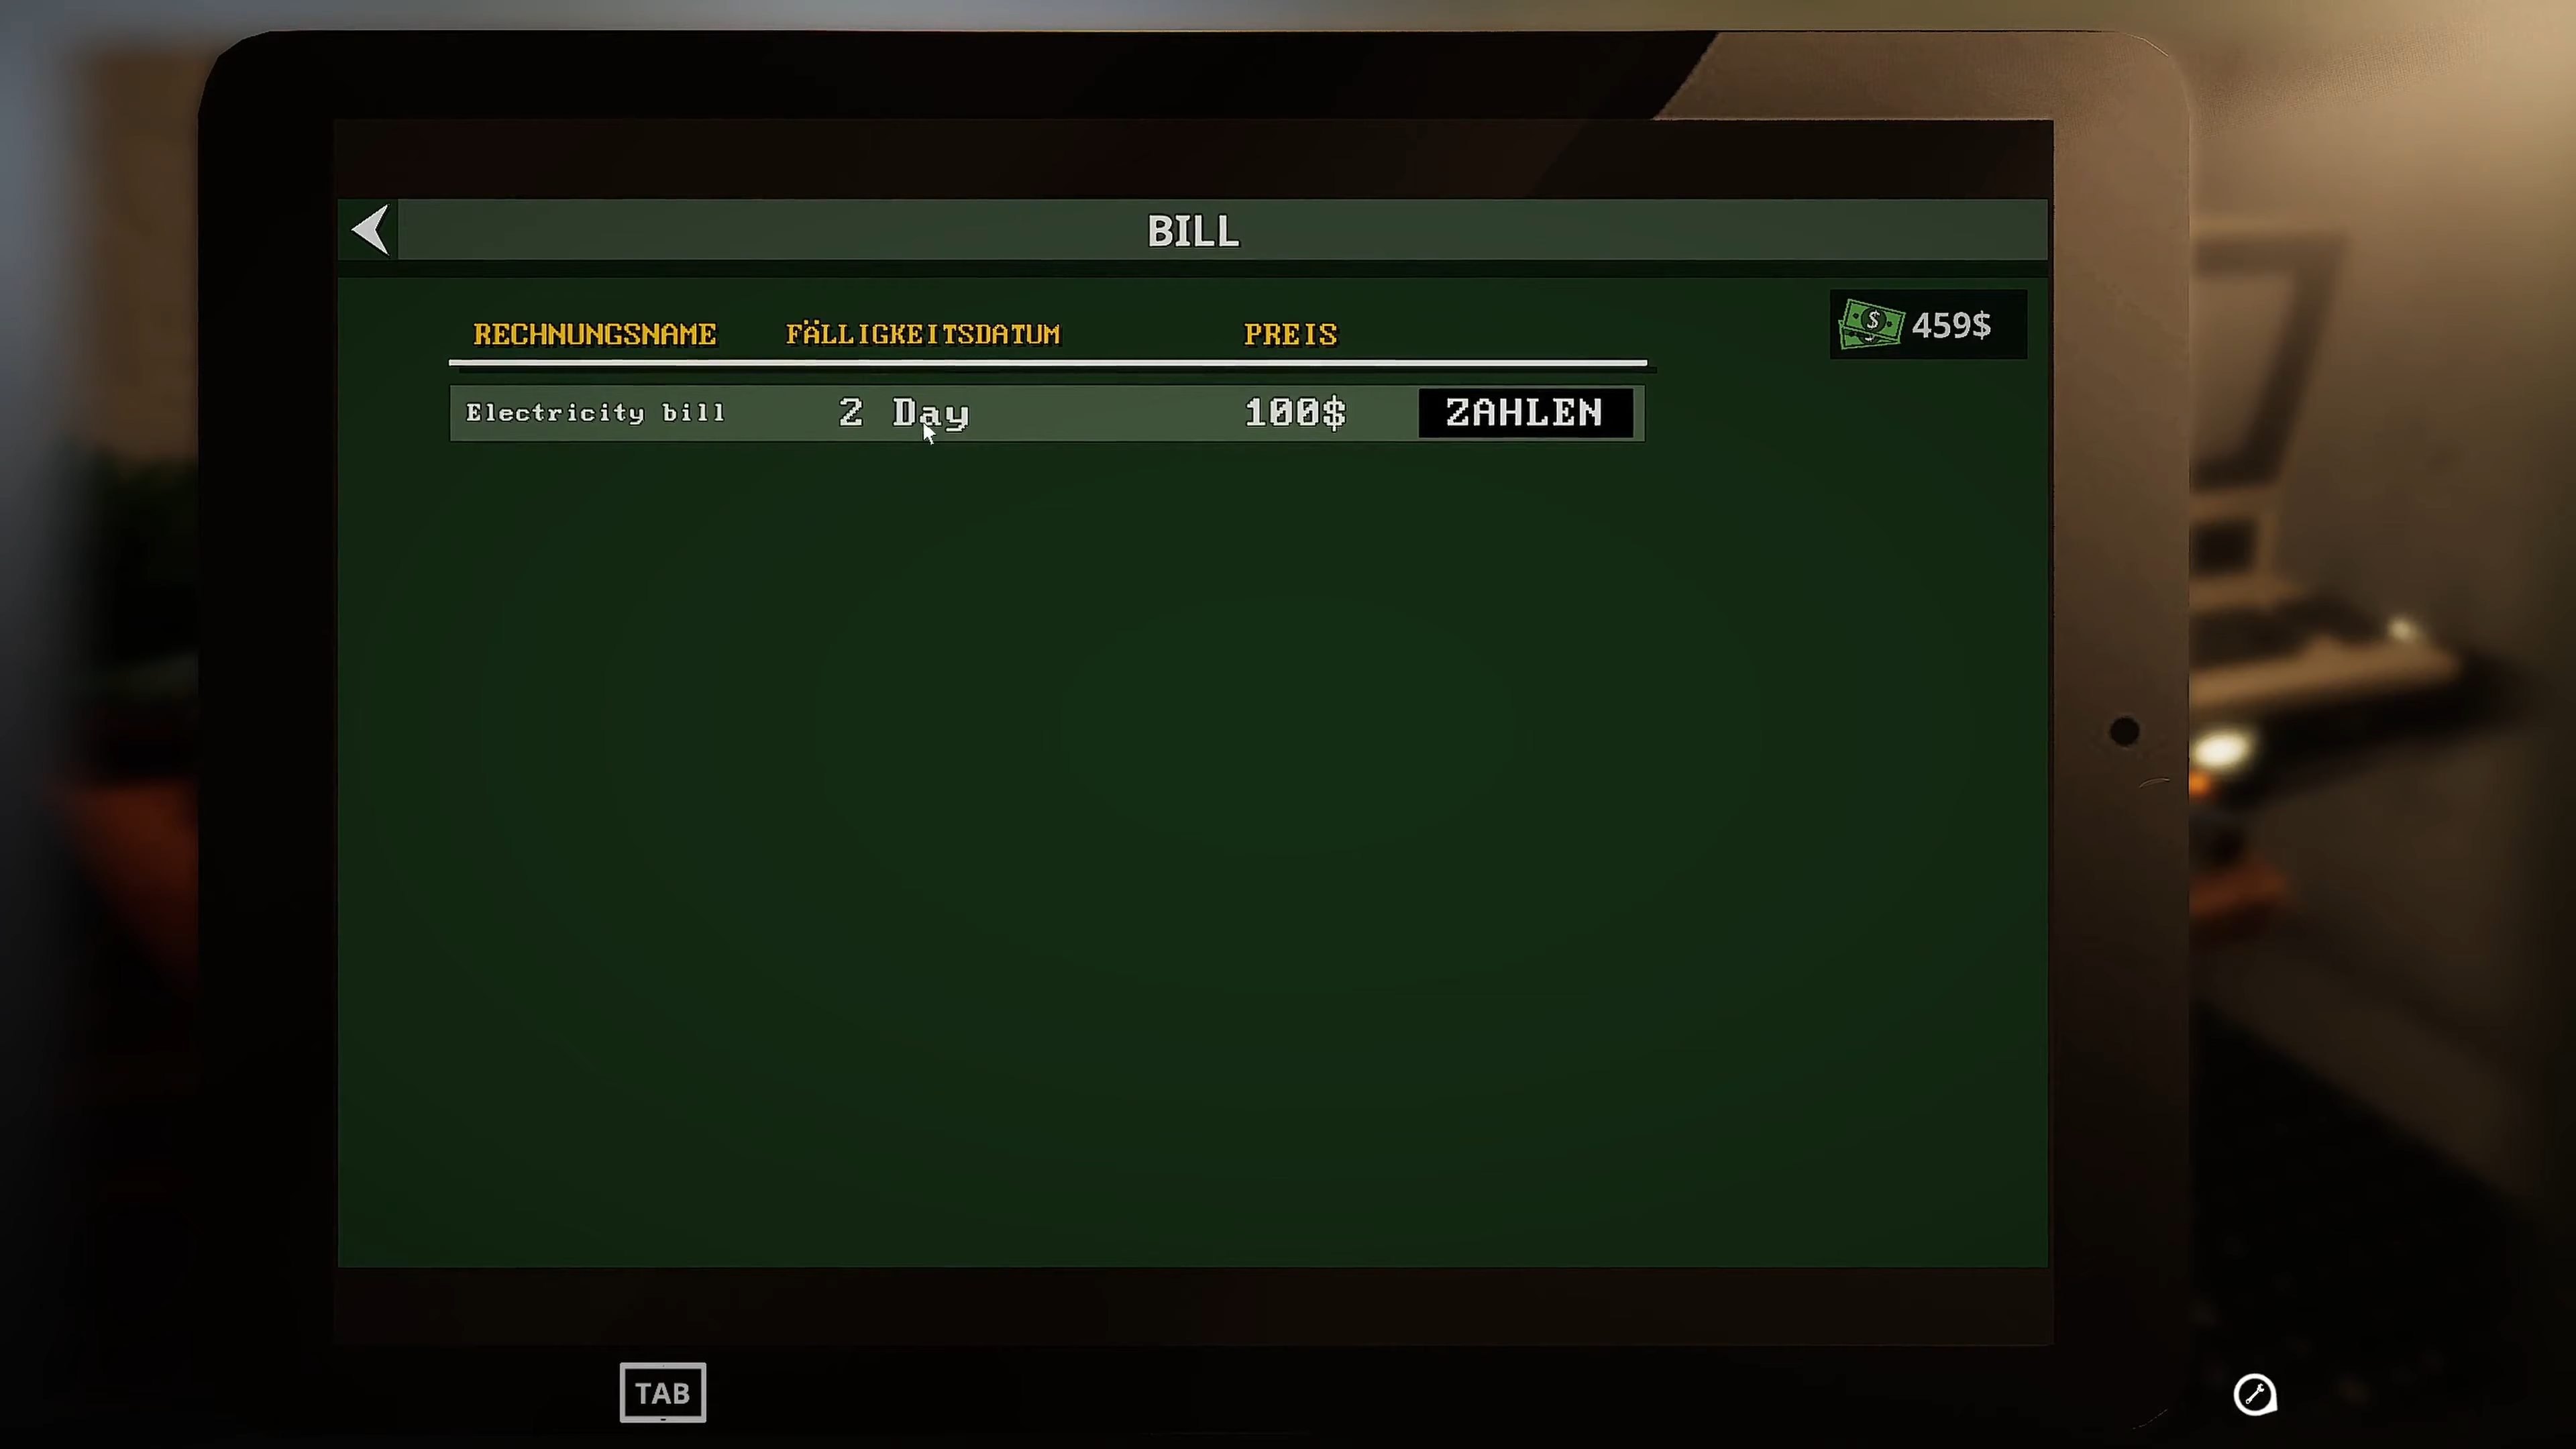 BILL
459$
RECHNUNGSNAME FÄLLIGKEITSDATUM PREIS
Electricity bill 2 Day 100$ ZAHLEN
TAB